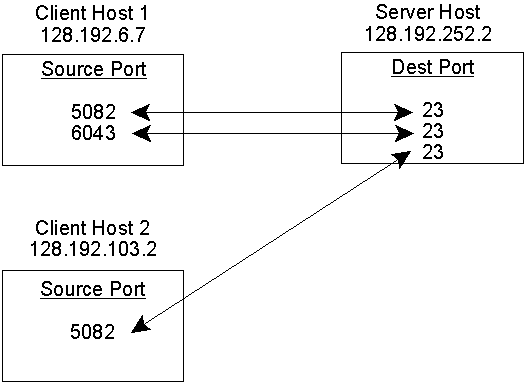 Client Host 1
128.192.6.7
Source Port
5082
6043
Server Host
128.192.252.2
Dest Port
23
23
23
Client Host 2
128.192.103.2
Source Port
5082